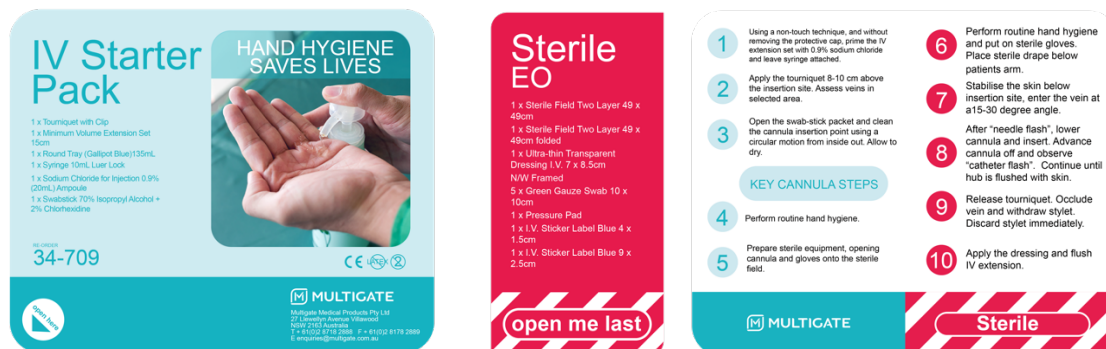 IV Starter
Pack
HAND HYGIENE
SAVES LIVES
1 x Tourniquet with Clip
1 x Minimum Volume Extension Set
15cm
1 x Round Tray (Gallipot Blue)135mL
1 x Syringe 10mL Luer Lock
1 x Sodium Chloride for Injection 0.9%
(20mL) Ampoule
1 x Swabstick 70% Isopropyl Alcohol +
2% Chlorhexidine
RE-ORDER
34-709
CE LATEX 2
open here
MULTIGATE
Multigate Medical Products Pty Ltd
27 Llewellyn Avenue Villawood
NSW 2163 Australia
T + 61(0)2 8718 2888 F + 61(0)2 8178 2889
E enquiries@multigate.com.au
Sterile
EO
1 x Sterile Field Two Layer 49 x
49cm
1 x Sterile Field Two Layer 49 x
49cm folded
1 x Ultra-thin Transparent
Dressing I.V. 7 x 8.5cm
N/W Framed
5 x Green Gauze Swab 10 x
10cm
1 x Pressure Pad
1 x I.V. Sticker Label Blue 4 x
1.5cm
1 x I.V. Sticker Label Blue 9 x
2.5cm
open me last
1
Using a non-touch technique, and without
removing the protective cap, prime the IV
extension set with 0.9% sodium chloride
and leave syringe attached.
2
Apply the tourniquet 8-10 cm above
the insertion site. Assess veins in
selected area.
3
Open the swab-stick packet and clean
the cannula insertion point using a
circular motion from inside out. Allow to
dry.
KEY CANNULA STEPS
4
Perform routine hand hygiene.
5
Prepare sterile equipment, opening
cannula and gloves onto the sterile
field.
6
Perform routine hand hygiene
and put on sterile gloves.
Place sterile drape below
patients arm.
7
Stabilise the skin below
insertion site, enter the vein at
a15-30 degree angle.
8
After “needle flash”, lower
cannula and insert. Advance
cannula off and observe
“catheter flash”. Continue until
hub is flushed with skin.
9
Release tourniquet. Occlude
vein and withdraw stylet.
Discard stylet immediately.
10
Apply the dressing and flush
IV extension.
MULTIGATE
Sterile